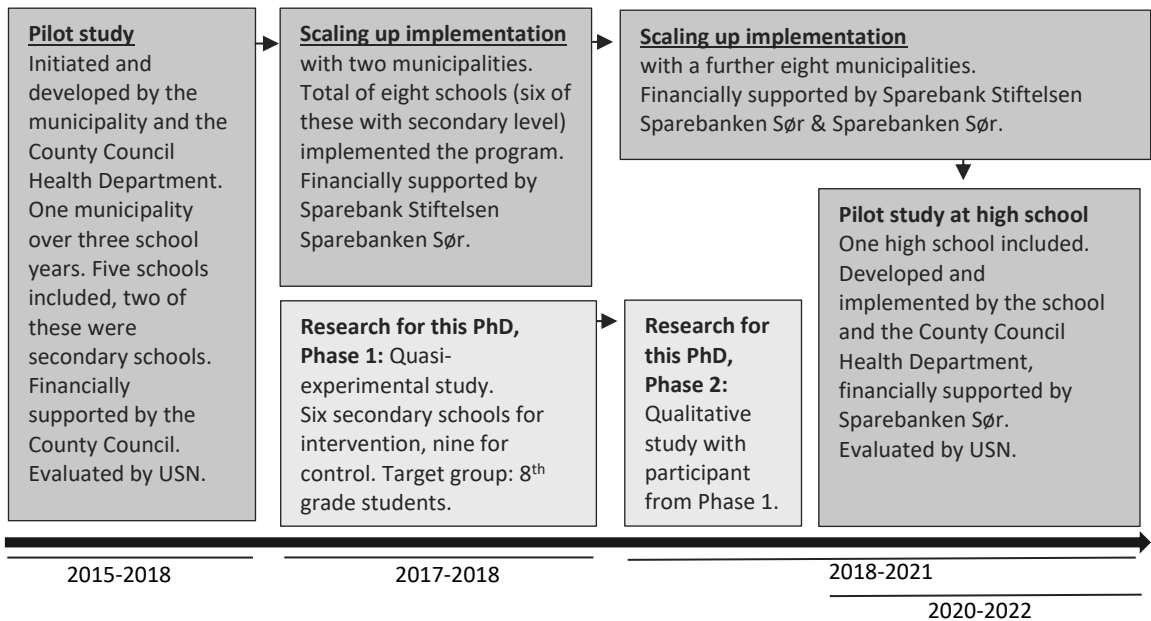 Pilot study
Initiated and
developed by the
municipality and the
County Council
Health Department.
One municipality
over three school
years. Five schools
included, two of
these were
secondary schools.
Financially
supported by the
County Council.
Evaluated by USN.
Scaling up implementation
with two municipalities.
Total of eight schools (six of
these with secondary level)
implemented the program.
Financially supported by
Sparebank Stiftelsen
Sparebanken Sør.
Scaling up implementation
with a further eight municipalities.
Financially supported by Sparebank Stiftelsen
Sparebanken Sør & Sparebanken Sør.
Research for this PhD,
Phase 1: Quasi-
experimental study.
Six secondary schools for
intervention, nine for
control. Target group: 8th
grade students.
Research for
this PhD,
Phase 2:
Qualitative
study with
participant
from Phase 1.
Pilot study at high school
One high school included.
Developed and
implemented by the school
and the County Council
Health Department,
financially supported by
Sparebanken Sør.
Evaluated by USN.
2015-2018
2017-2018
2018-2021
2020-2022